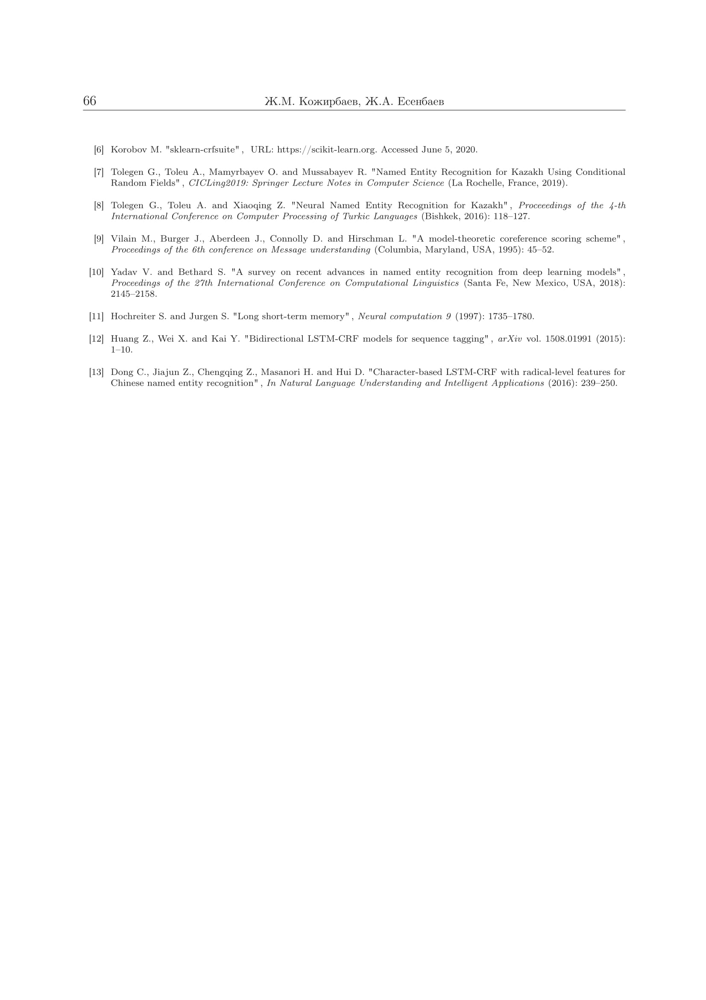 66
Ж.М. Кожирбаев, Ж.А. Есенбаев
[6] Korobov M. "sklearn-crfsuite" , URL: https://scikit-learn.org. Accessed June 5, 2020.
[7] Tolegen G., Toleu A., Mamyrbayev O. and Mussabayev R. "Named Entity Recognition for Kazakh Using Conditional
Random Fields" , CICLing2019: Springer Lecture Notes in Computer Science (La Rochelle, France, 2019).
[8] Tolegen G., Toleu A. and Xiaoqing Z. "Neural Named Entity Recognition for Kazakh" , Proceeedings of the 4-th
International Conference on Computer Processing of Turkic Languages (Bishkek, 2016): 118–127.
[9] Vilain M., Burger J., Aberdeen J., Connolly D. and Hirschman L. "A model-theoretic coreference scoring scheme" ,
Proceedings of the 6th conference on Message understanding (Columbia, Maryland, USA, 1995): 45–52.
[10] Yadav V. and Bethard S. "A survey on recent advances in named entity recognition from deep learning models" ,
Proceedings of the 27th International Conference on Computational Linguistics (Santa Fe, New Mexico, USA, 2018):
2145–2158.
[11] Hochreiter S. and Jurgen S. "Long short-term memory" , Neural computation 9 (1997): 1735–1780.
[12] Huang Z., Wei X. and Kai Y. "Bidirectional LSTM-CRF models for sequence tagging" , arXiv vol. 1508.01991 (2015):
1–10.
[13] Dong C., Jiajun Z., Chengqing Z., Masanori H. and Hui D. "Character-based LSTM-CRF with radical-level features for
Chinese named entity recognition" , In Natural Language Understanding and Intelligent Applications (2016): 239–250.